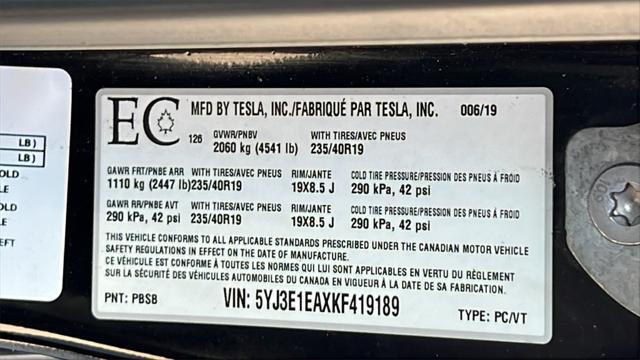 LB )
LB )
OLD
LE
OLD
LE
EFT
EC
126
MFD BY TESLA, INC./FABRIQUÉ PAR TESLA, INC. 006/19
GVWR/PNBV WITH TIRES/AVEC PNEUS
2060 kg (4541 lb) 235/40R19
GAWR FRT/PNBE ARR WITH TIRES/AVEC PNEUS RIM/JANTE COLD TIRE PRESSURE/PRESSION DES PNEUS À FROID
1110 kg (2447 lb)235/40R19 19X8.5 J 290 kPa, 42 psi
GAWR RR/PNBE AVT WITH TIRES/AVEC PNEUS RIM/JANTE COLD TIRE PRESSURE/PRESSION DES PNEUS À FROID
290 kPa, 42 psi 235/40R19 19X8.5 J 290 kPa, 42 psi
THIS VEHICLE CONFORMS TO ALL APPLICABLE STANDARDS PRESCRIBED UNDER THE CANADIAN MOTOR VEHICLE
SAFETY REGULATIONS IN EFFECT ON THE DATE OF MANUFACTURE.
CE VÉHICULE EST CONFORME À TOUTES LES NORMES QUI LUI SONT APPLICABLES EN VERTU DU RÈGLEMENT
SUR LA SÉCURITÉ DES VÉHICULES AUTOMOBILES DU CANADA EN VIGUEUR À LA DATE DE SA FABRICATION.
PNT: PBSB VIN: 5YJ3E1EAXKF419189 TYPE: PC/VT